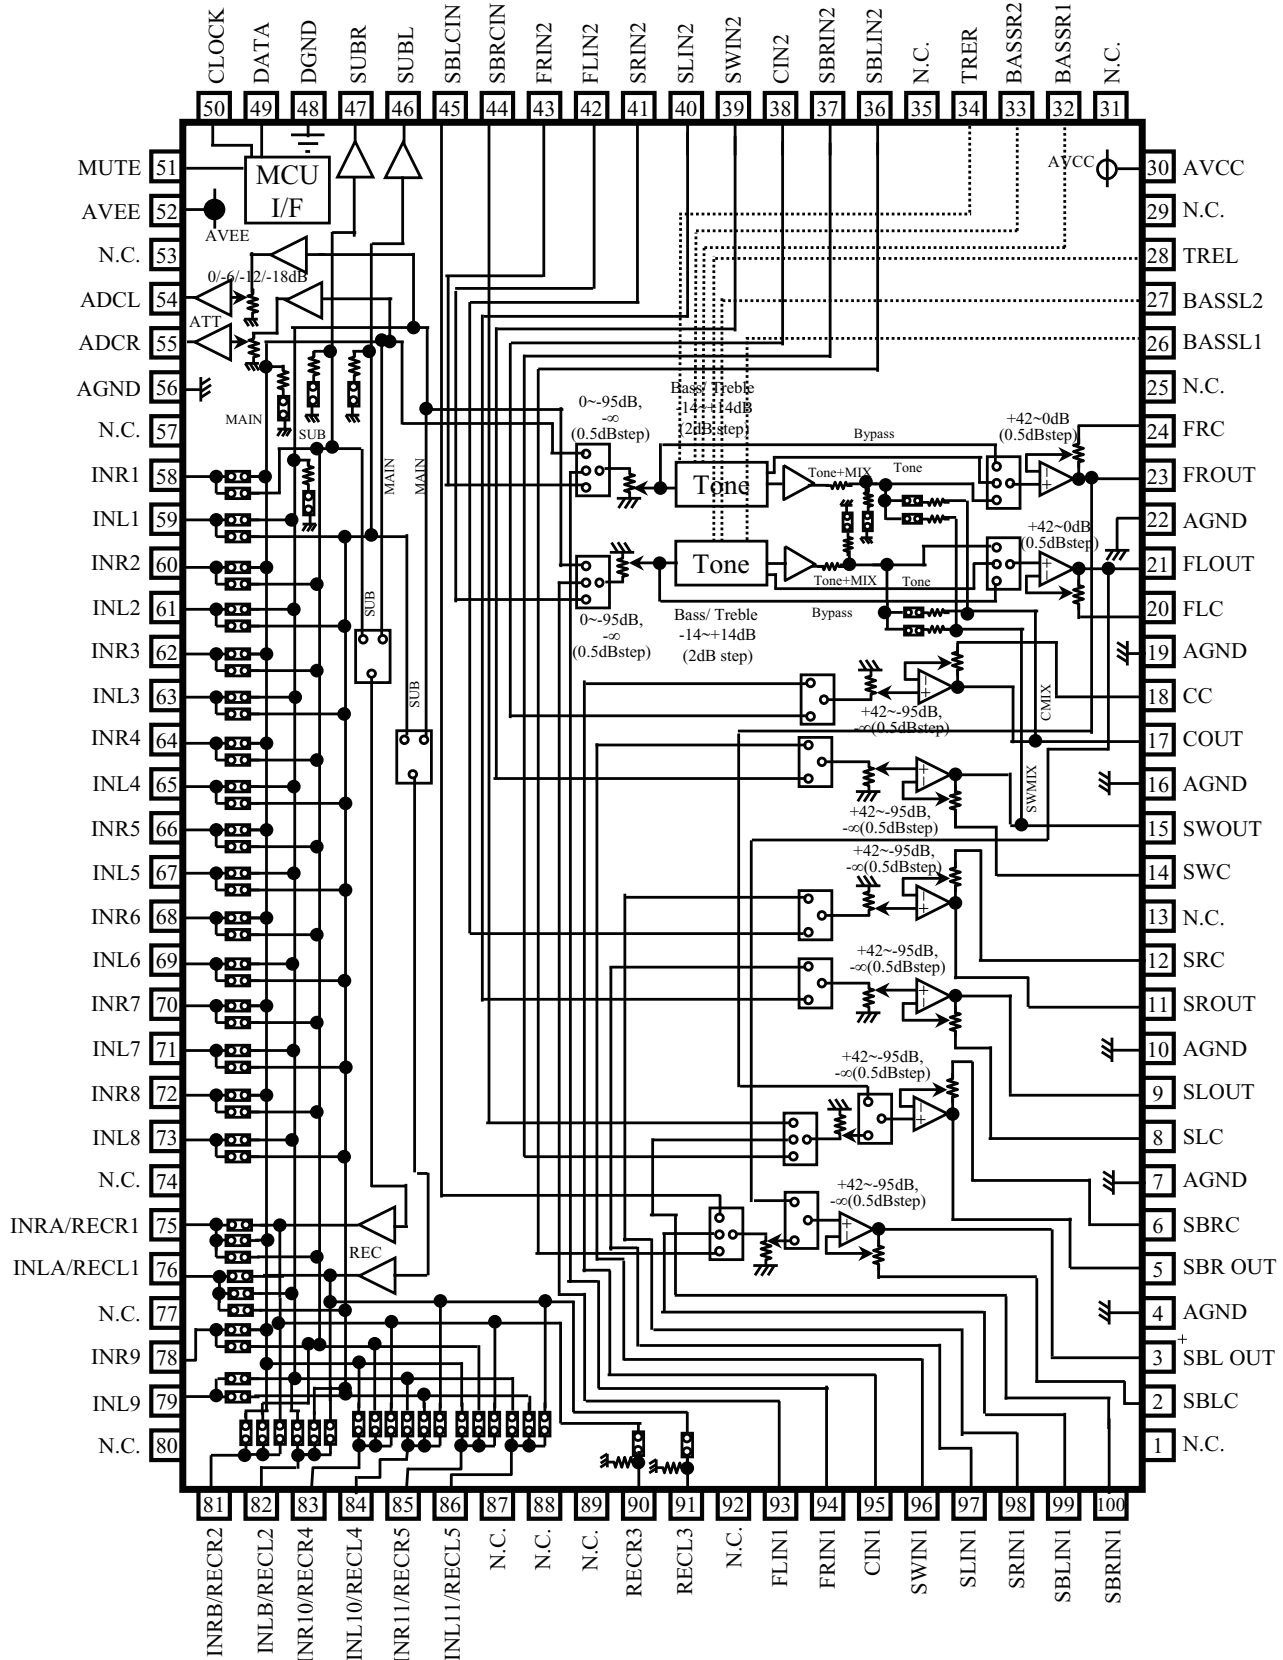 CLOCK
DATA
DGND
SUBR
SUBL
SBLCIN
SBRCIN
FRIN2
FLIN2
SRIN2
SLIN2
SWIN2
CIN2
SBRIN2
SBLIN2
N.C.
TRER
BASSR2
BASSR1
N.C.
50
49
48
47
46
45
44
43
42
41
40
39
38
37
36
35
34
33
32
31
MUTE 51
AVEE 52
N.C. 53
ADCL 54
ADCR 55
AGND 56
N.C. 57
INR1 58
INL1 59
INR2 60
INL2 61
INR3 62
INL3 63
INR4 64
INL4 65
INR5 66
INL5 67
INR6 68
INL6 69
INR7 70
INL7 71
INR8 72
INL8 73
N.C. 74
INRA/RECR1 75
INLA/RECL1 76
N.C. 77
INR9 78
INL9 79
N.C. 80
MCU
I/F
AVEE
0/-6/-12/-18dB
ATT
MAIN
SUB
MAIN
MAIN
SUB
SUB
REC
AVCC
0~-95dB,
-∞
(0.5dBstep)
Bass/ Treble
-14~+14dB
(2dB step)
Bypass
+42~0dB
(0.5dBstep)
Tone
Tone+MIX
Tone
+
−
+42~0dB
(0.5dBstep)
Tone
Tone+MIX
Tone
+
−
0~-95dB,
-∞
(0.5dBstep)
Bass/ Treble
-14~+14dB
(2dB step)
Bypass
−
+
+42~-95dB,
-∞(0.5dBstep)
CMIX
+
−
+42~-95dB,
-∞(0.5dBstep)
SWMIX
+42~-95dB,
-∞(0.5dBstep)
−
+
+42~-95dB,
-∞(0.5dBstep)
+
−
+42~-95dB,
-∞(0.5dBstep)
−
+
+42~-95dB,
-∞(0.5dBstep)
+
−
30 AVCC
29 N.C.
28 TREL
27 BASSL2
26 BASSL1
25 N.C.
24 FRC
23 FROUT
22 AGND
21 FLOUT
20 FLC
19 AGND
18 CC
17 COUT
16 AGND
15 SWOUT
14 SWC
13 N.C.
12 SRC
11 SROUT
10 AGND
9 SLOUT
8 SLC
7 AGND
6 SBRC
5 SBR OUT
4 AGND
+
3 SBL OUT
2 SBLC
1 N.C.
81
82
83
84
85
86
87
88
89
90
91
92
93
94
95
96
97
98
99
100
INRB/RECR2
INLB/RECL2
INR10/RECR4
INL10/RECL4
INR11/RECR5
INL11/RECL5
N.C.
N.C.
N.C.
RECR3
RECL3
N.C.
FLIN1
FRIN1
CIN1
SWIN1
SLIN1
SRIN1
SBLIN1
SBRIN1